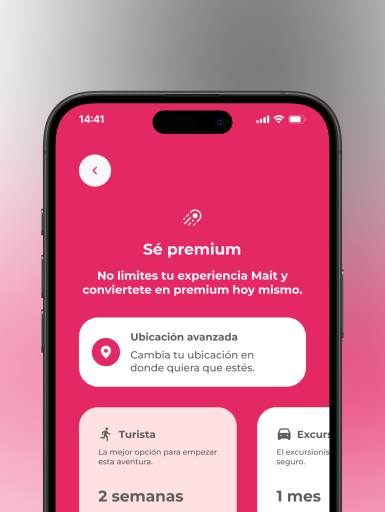 14:41
Sé premium
No limites tu experiencia Mait y
conviertete en premium hoy mismo.
Ubicación avanzada
Cambia tu ubicación en
donde quiera que estés.
Turista
La mejor opción para empezar
esta aventura.
2 semanas
Excurs
El excursionis
seguro.
1 mes